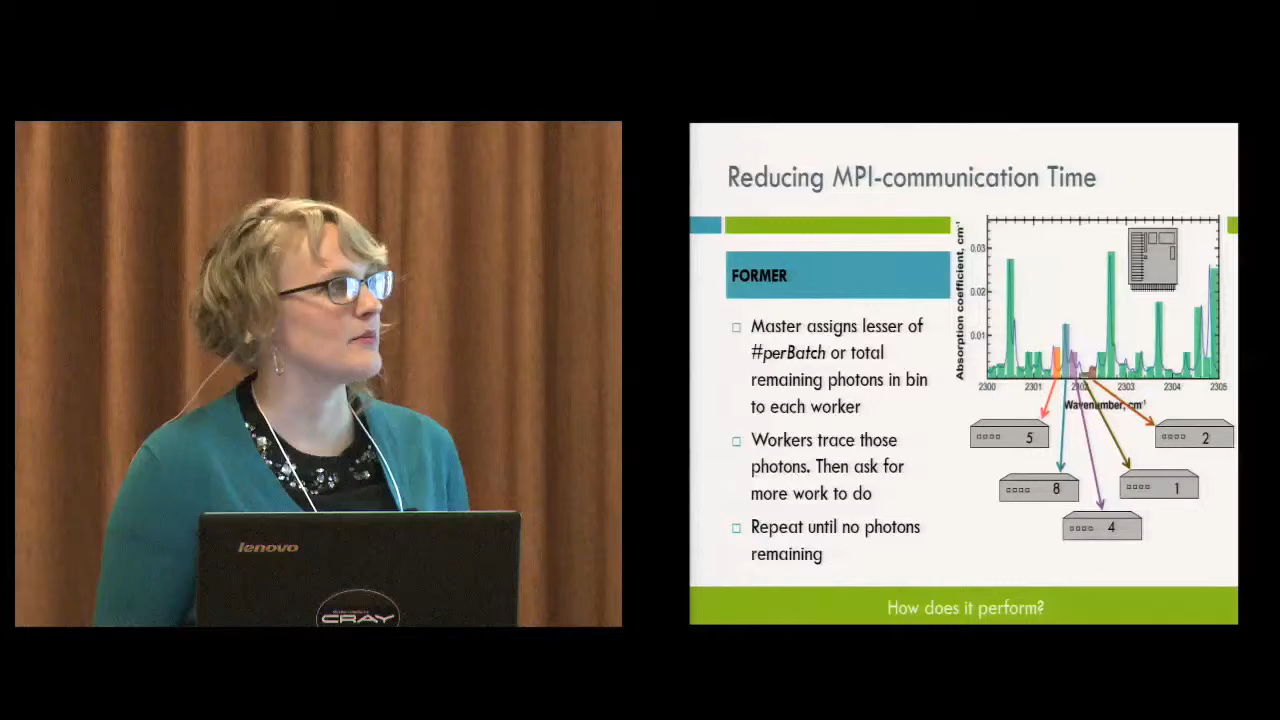 lenovo
CRAY
Reducing MPI-communication Time
FORMER
Master assigns lesser of
#perBatch or total
remaining photons in bin
to each worker
Workers trace those
photons. Then ask for
more work to do
Repeat until no photons
remaining
Absorption coefficient, cm⁻¹
0.03
0.02
0.01
2300 2301 2302 2303 2304 2305
Wavenumber, cm⁻¹
5
2
8
1
4
How does it perform?